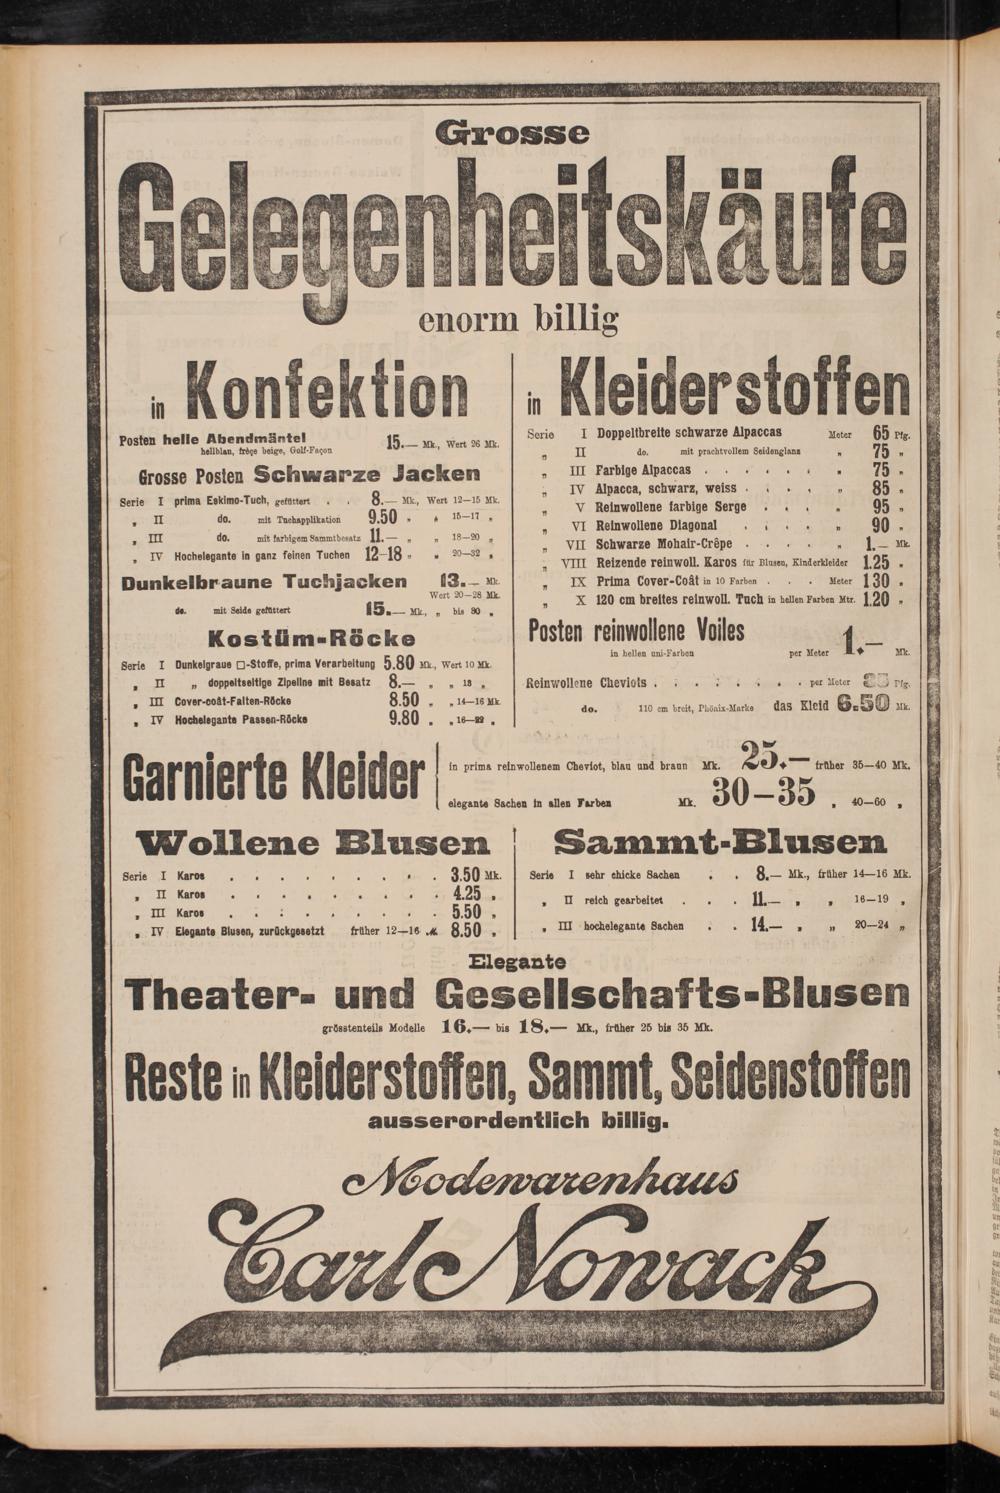 Grosse
Gelegenheitskäufe
enorm billig
in Konfektion
Posten helle Abendmäntel 15.— Mk., Wert 26 Mk.
hellblau, frêçe beige, Golf-Façon
Grosse Posten Schwarze Jacken
Serie I prima Eskimo-Tuch, gefüttert . . 8.— Mk., Wert 12—15 Mk.
„ II do. mit Tuchapplikation 9.50 „ „ 15—17 „
„ III do. mit farbigem Sammtbesatz 11.— „ „ 18—20 „
„ IV Hochelegante in ganz feinen Tuchen 12—18 „ „ 20—32 „
Dunkelbraune Tuchjacken 13.— Mk.
Wert 20—28 Mk.
do. mit Seide gefüttert 15.— Mk., „ bis 30 „
Kostüm-Röcke
Serie I Dunkelgraue □-Stoffe, prima Verarbeitung 5.80 Mk., Wert 10 Mk.
„ II „ doppeltseitige Zipeline mit Besatz 8.— „ „ 13 „
„ III Cover-coât-Falten-Röcke 8.50 „ „ 14—16 Mk
„ IV Hochelegante Passen-Röcke 9.80 „ „ 16—22 „
in Kleiderstoffen
Serie I Doppeltbreite schwarze Alpaccas Meter 65 Pfg.
„ II do. mit prachtvollem Seidenglanz „ 75 „
„ III Farbige Alpaccas . . . . . . „ 75 „
„ IV Alpacca, schwarz, weiss . . . . „ 85 „
„ V Reinwollene farbige Serge . . . „ 95 „
„ VI Reinwollene Diagonal . . . . „ 90 „
„ VII Schwarze Mohair-Crêpe . . . . „ 1.— Mk.
„ VIII Reizende reinwoll. Karos für Blusen, Kinderkleider 1.25 „
„ IX Prima Cover-Coât in 10 Farben . . . Meter 1 30 „
„ X 120 cm breites reinwoll. Tuch in hellen Farben Mtr. 1.20 „
Posten reinwollene Voiles
in hellen uni-Farben per Meter 1.— Mk.
Reinwollene Cheviots . . . . . . . . per Meter Pfg.
do. 110 cm breit, Phönix-Marke das Kleid 6.50 Mk.
Garnierte Kleider
in prima reinwollenem Cheviot, blau und braun Mk. 25.— früher 35—40 Mk.
elegante Sachen in allen Farben Mk. 30—35 „ 40—60 „
Wollene Blusen
Serie I Karos . . . . . . . . 3.50 Mk.
„ II Karos . . . . . . . . 4.25 „
„ III Karos . . . . . . . . 5.50 „
„ IV Elegante Blusen, zurückgesetzt früher 12—16 ℳ 8.50 „
Sammt-Blusen
Serie I sehr chicke Sachen . . 8.— Mk., früher 14—16 Mk.
„ II reich gearbeitet . . . 11.— „ „ 16—19 „
„ III hochelegante Sachen . . 14.— „ „ 20—24 „
Elegante
Theater- und Gesellschafts-Blusen
grösstenteils Modelle 16.— bis 18.— Mk., früher 25 bis 35 Mk.
Reste in Kleiderstoffen, Sammt, Seidenstoffen
ausserordentlich billig.
Modewarenhaus
Carl Nowack